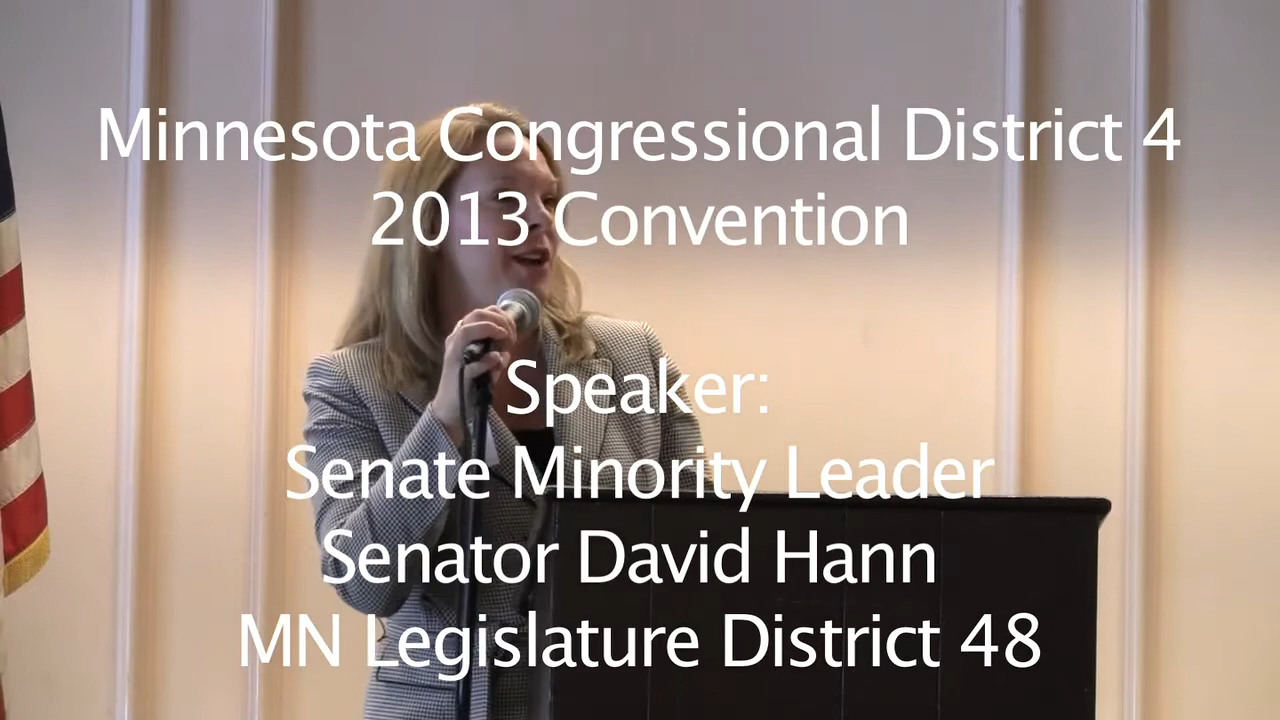 Minnesota Congressional District 4
2013 Convention
Speaker:
Senate Minority Leader
Senator David Hann
MN Legislature District 48